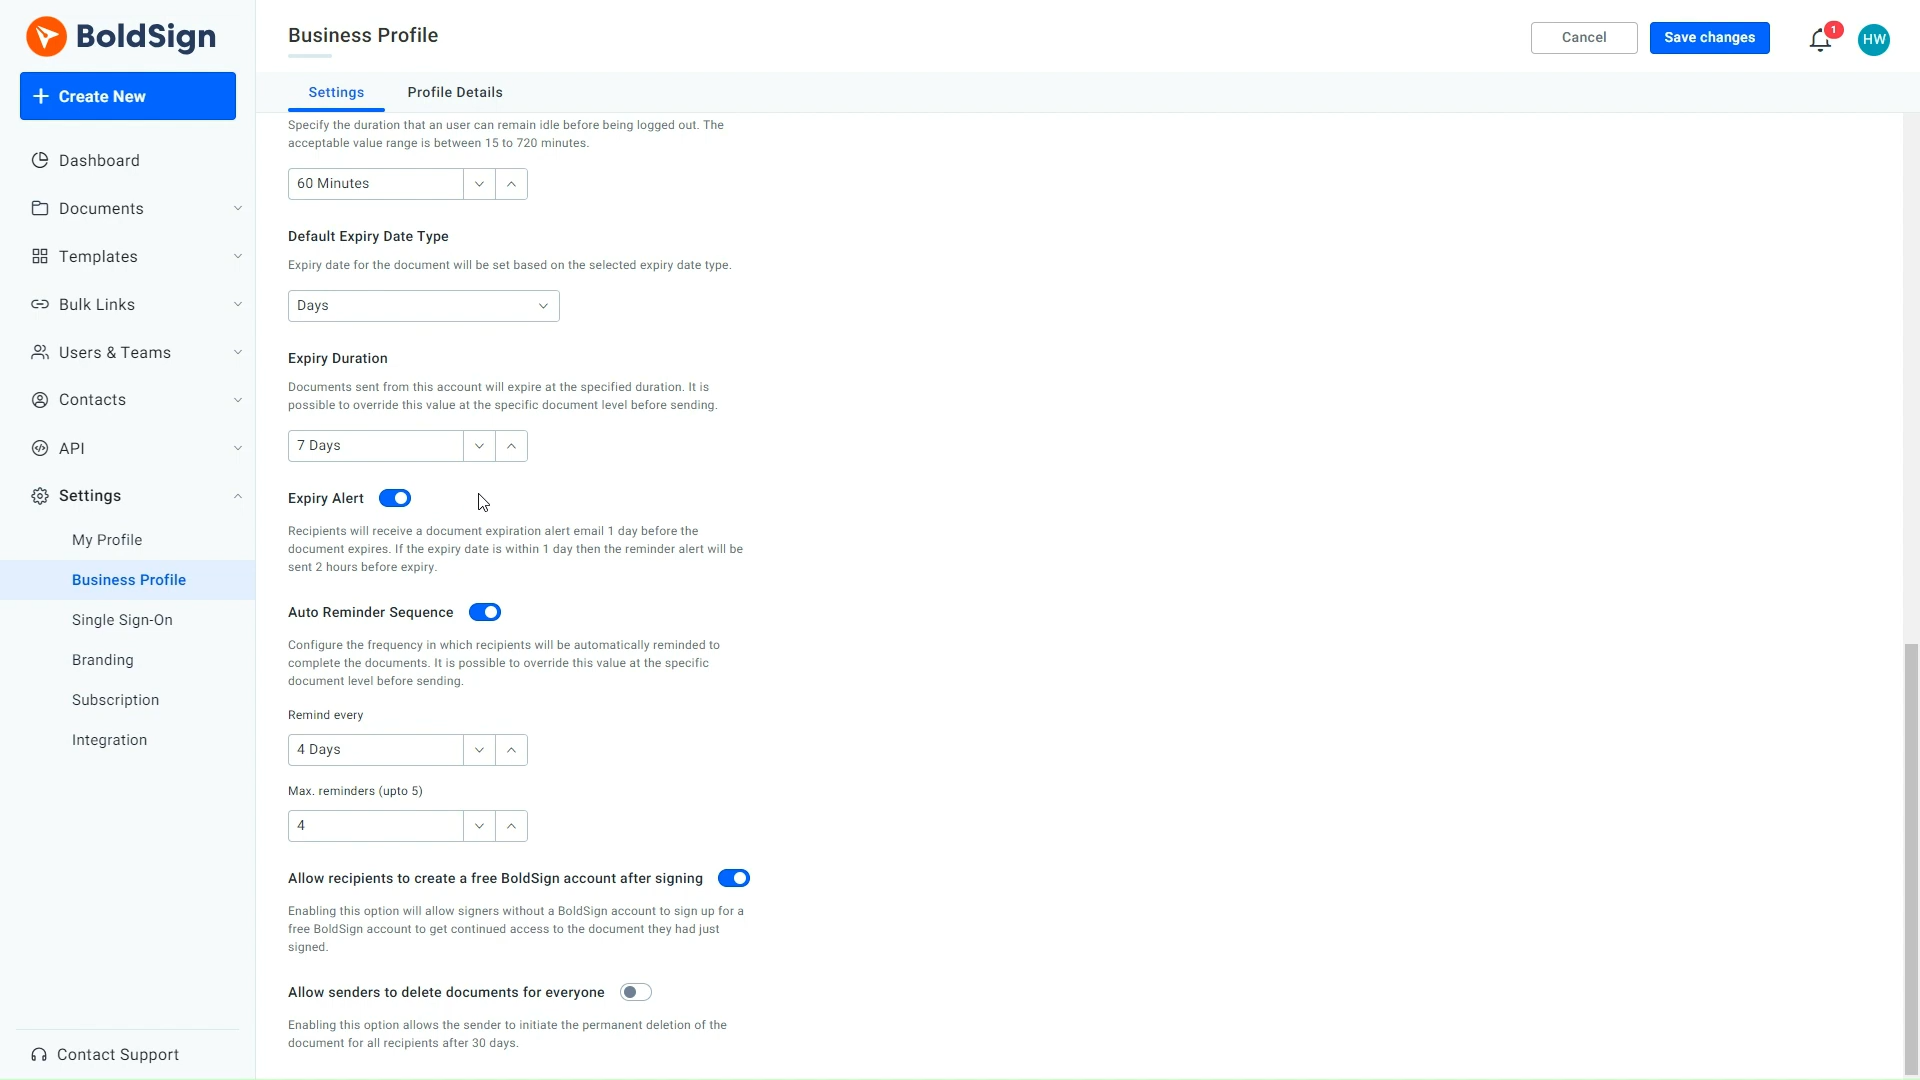 BoldSign
Business Profile
Cancel
Save changes
1
HW
Create New
Settings
Profile Details
Dashboard
Documents
Templates
Bulk Links
Users & Teams
Contacts
API
Settings
My Profile
Business Profile
Single Sign-On
Branding
Subscription
Integration
Contact Support
Specify the duration that an user can remain idle before being logged out. The
acceptable value range is between 15 to 720 minutes.
60 Minutes
Default Expiry Date Type
Expiry date for the document will be set based on the selected expiry date type.
Days
Expiry Duration
Documents sent from this account will expire at the specified duration. It is
possible to override this value at the specific document level before sending.
7 Days
Expiry Alert
Recipients will receive a document expiration alert email 1 day before the
document expires. If the expiry date is within 1 day then the reminder alert will be
sent 2 hours before expiry.
Auto Reminder Sequence
Configure the frequency in which recipients will be automatically reminded to
complete the documents. It is possible to override this value at the specific
document level before sending.
Remind every
4 Days
Max. reminders (upto 5)
4
Allow recipients to create a free BoldSign account after signing
Enabling this option will allow signers without a BoldSign account to sign up for a
free BoldSign account to get continued access to the document they had just
signed.
Allow senders to delete documents for everyone
Enabling this option allows the sender to initiate the permanent deletion of the
document for all recipients after 30 days.